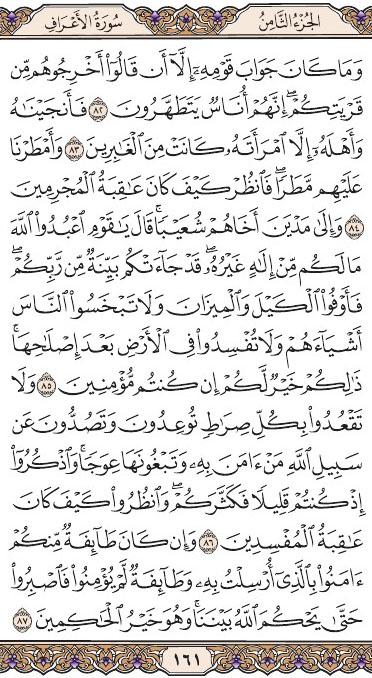 الجُزءُ الثَّامِنُ سُورَةُ الأَعۡرَافِ
وَمَا كَانَ جَوَابَ قَوۡمِهِۦٓ إِلَّآ أَن قَالُوٓاْ أَخۡرِجُوهُم مِّن
قَرۡيَتِكُمۡۖ إِنَّهُمۡ أُنَاسٞ يَتَطَهَّرُونَ ٨٢ فَأَنجَيۡنَٰهُ
وَأَهۡلَهُۥٓ إِلَّا ٱمۡرَأَتَهُۥ كَانَتۡ مِنَ ٱلۡغَٰبِرِينَ ٨٣ وَأَمۡطَرۡنَا
عَلَيۡهِم مَّطَرٗاۖ فَٱنظُرۡ كَيۡفَ كَانَ عَٰقِبَةُ ٱلۡمُجۡرِمِينَ
٨٤ وَإِلَىٰ مَدۡيَنَ أَخَاهُمۡ شُعَيۡبٗاۚ قَالَ يَٰقَوۡمِ ٱعۡبُدُواْ ٱللَّهَ
مَا لَكُم مِّنۡ إِلَٰهٍ غَيۡرُهُۥۖ قَدۡ جَآءَتۡكُم بَيِّنَةٞ مِّن رَّبِّكُمۡۖ
فَأَوۡفُواْ ٱلۡكَيۡلَ وَٱلۡمِيزَانَ وَلَا تَبۡخَسُواْ ٱلنَّاسَ
أَشۡيَآءَهُمۡ وَلَا تُفۡسِدُواْ فِي ٱلۡأَرۡضِ بَعۡدَ إِصۡلَٰحِهَاۚ
ذَٰلِكُمۡ خَيۡرٞ لَّكُمۡ إِن كُنتُم مُّؤۡمِنِينَ ٨٥ وَلَا
تَقۡعُدُواْ بِكُلِّ صِرَٰطٖ تُوعِدُونَ وَتَصُدُّونَ عَن
سَبِيلِ ٱللَّهِ مَنۡ ءَامَنَ بِهِۦ وَتَبۡغُونَهَا عِوَجٗاۚ وَٱذۡكُرُوٓاْ
إِذۡ كُنتُمۡ قَلِيلٗا فَكَثَّرَكُمۡۖ وَٱنظُرُواْ كَيۡفَ كَانَ
عَٰقِبَةُ ٱلۡمُفۡسِدِينَ ٨٦ وَإِن كَانَ طَآئِفَةٞ مِّنكُمۡ
ءَامَنُواْ بِٱلَّذِيٓ أُرۡسِلۡتُ بِهِۦ وَطَآئِفَةٞ لَّمۡ يُؤۡمِنُواْ فَٱصۡبِرُواْ
حَتَّىٰ يَحۡكُمَ ٱللَّهُ بَيۡنَنَاۚ وَهُوَ خَيۡرُ ٱلۡحَٰكِمِينَ ٨٧
١٦١